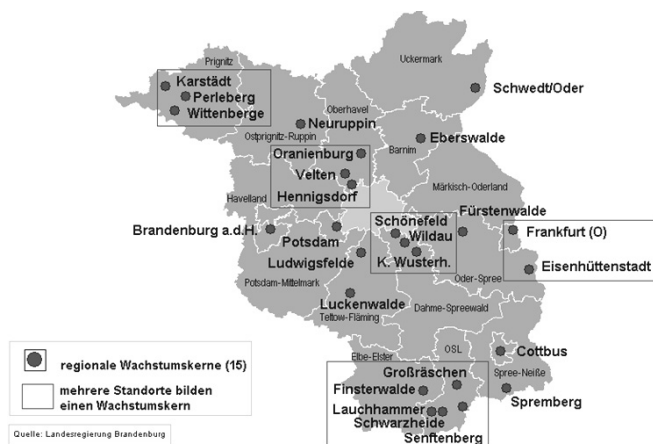 Uckermark
Prignitz
Karstädt
Perleberg
Wittenberge
Schwedt/Oder
Oberhavel
Neuruppin
Ostprignitz-Ruppin
Eberswalde
Barnim
Oranienburg
Velten
Hennigsdorf
Märkisch-Oderland
Havelland
Fürstenwalde
Brandenburg a.d.H.
Potsdam
Schönefeld
Wildau
K. Wusterh.
Frankfurt (O)
Ludwigsfelde
Eisenhüttenstadt
Oder-Spree
Potsdam-Mittelmark
Luckenwalde
Teltow-Fläming
Dahme-Spreewald
regionale Wachstumskerne (15)
mehrere Standorte bilden
einen Wachstumskern
Elbe-Elster
OSL
Cottbus
Spree-Neiße
Großräschen
Finsterwalde
Spremberg
Lauchhammer
Schwarzheide
Senftenberg
Quelle: Landesregierung Brandenburg